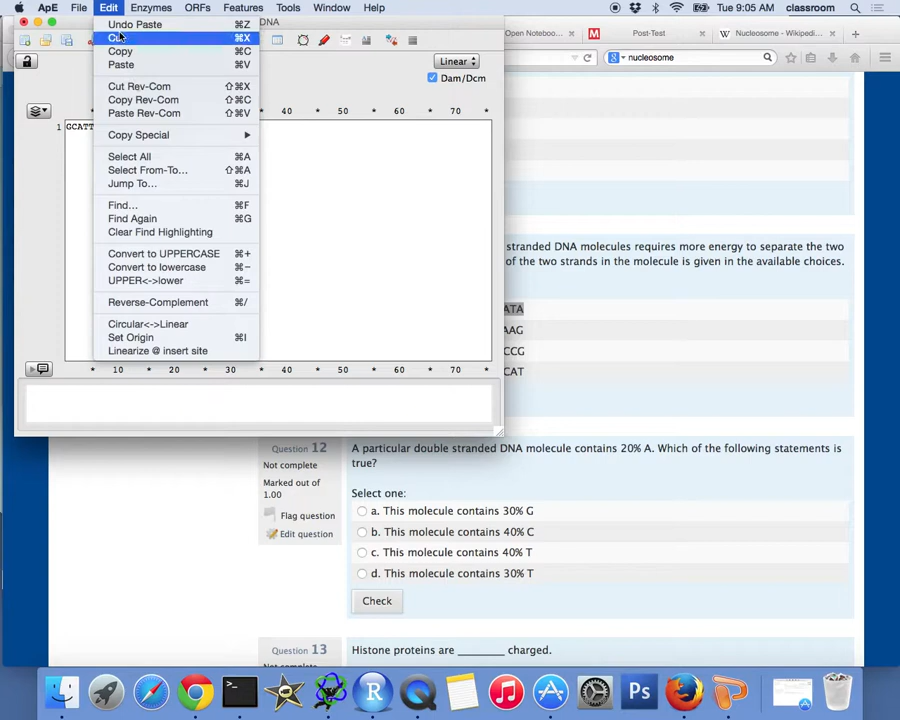 ApE File Edit Enzymes ORFs Features Tools Window Help Tue 9:05 AM classroom
DNA
Open Notebook... × Post-Test × W Nucleosome - Wikipedi... ×
nucleosome
Linear
Dam/Dcm
Undo Paste ⌘Z
Cut ⌘X
Copy ⌘C
Paste ⌘V
Cut Rev-Com ⇧⌘X
Copy Rev-Com ⇧⌘C
Paste Rev-Com ⇧⌘V
Copy Special
Select All ⌘A
Select From-To... ⇧⌘A
Jump To... ⌘J
Find... ⌘F
Find Again ⌘G
Clear Find Highlighting
Convert to UPPERCASE ⌘+
Convert to lowercase ⌘-
UPPER<->lower ⌘=
Reverse-Complement ⌘/
Circular<->Linear
Set Origin ⌘I
Linearize @ insert site
* * 40 * 50 * 60 * 70 *
1 GCATT
* 10 * 20 * 30 * 40 * 50 * 60 * 70 *
stranded DNA molecules requires more energy to separate the two
of the two strands in the molecule is given in the available choices.
ATA
AAG
CCG
CAT
Question 12
Not complete
Marked out of
1.00
Flag question
Edit question
A particular double stranded DNA molecule contains 20% A. Which of the following statements is
true?
Select one:
a. This molecule contains 30% G
b. This molecule contains 40% C
c. This molecule contains 40% T
d. This molecule contains 30% T
Check
Question 13
Not complete
Histone proteins are ________ charged.
R
Ps